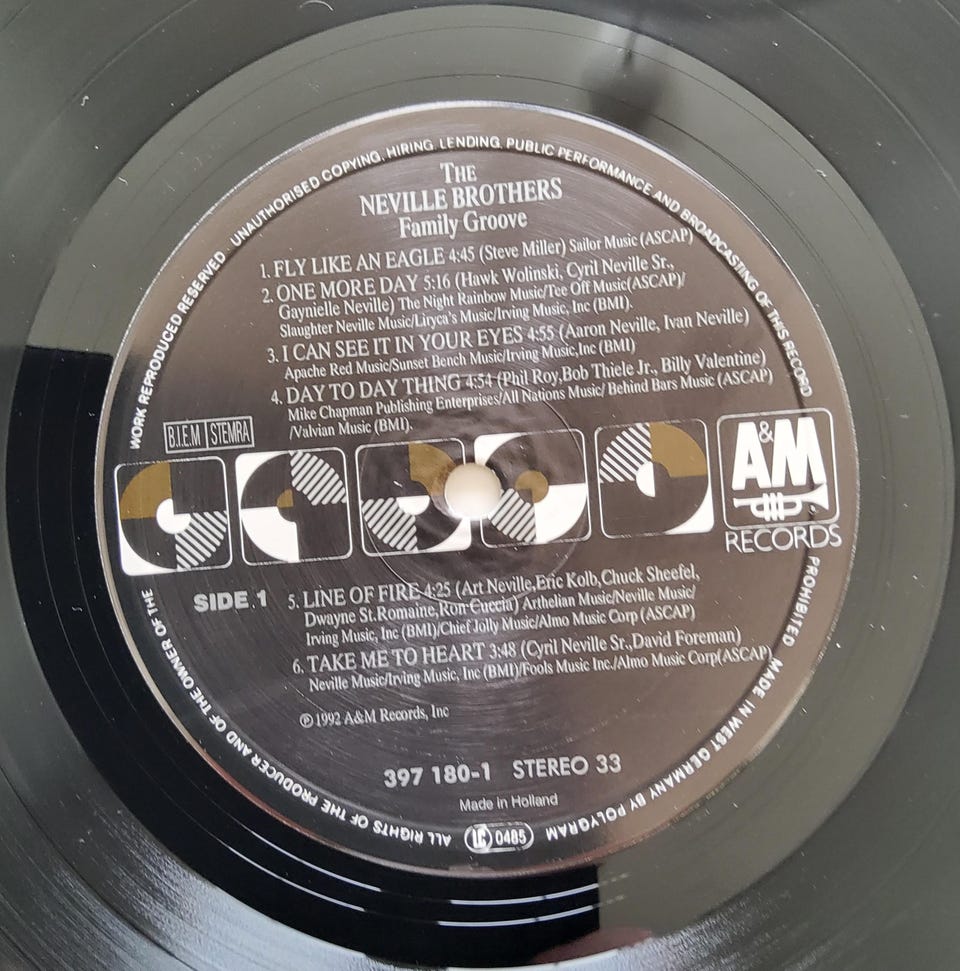 THE
NEVILLE BROTHERS
Family Groove
1. FLY LIKE AN EAGLE 4:45 (Steve Miller) Sailor Music (ASCAP)
2. ONE MORE DAY 5:16 (Hawk Wolinski, Cyril Neville Sr.,
Gaynielle Neville) The Night Rainbow Music/Tee Off Music(ASCAP)/
Slaughter Neville Music/Liryca's Music/Irving Music, Inc (BMI).
3. I CAN SEE IT IN YOUR EYES 4:55 (Aaron Neville, Ivan Neville)
Apache Red Music/Sunset Bench Music/Irving Music,Inc (BMI)
4. DAY TO DAY THING 4:54 (Phil Roy,Bob Thiele Jr., Billy Valentine)
Mike Chapman Publishing Enterprises/All Nations Music/ Behind Bars Music (ASCAP)
/Valvian Music (BMI).
B.I.E.M STEMRA
A&M
RECORDS
SIDE 1
5. LINE OF FIRE 4:25 (Art Neville,Eric Kolb,Chuck Sheefel,
Dwayne St.Romaine,Ron Cuccia) Arthelian Music/Neville Music/
Irving Music, Inc (BMI)/Chief Jolly Music/Almo Music Corp (ASCAP)
6. TAKE ME TO HEART 3:48 (Cyril Neville Sr.,David Foreman)
Neville Music/Irving Music, Inc (BMI)/Fools Music Inc./Almo Music Corp(ASCAP)
℗ 1992 A&M Records, Inc
397 180-1 STEREO 33
Made in Holland
LC 0485
ALL RIGHTS OF THE PRODUCER AND OF THE OWNER OF THE WORK REPRODUCED RESERVED UNAUTHORISED COPYING, HIRING, LENDING, PUBLIC PERFORMANCE AND BROADCASTING OF THIS RECORD PROHIBITED MADE IN WEST GERMANY BY POLYGRAM